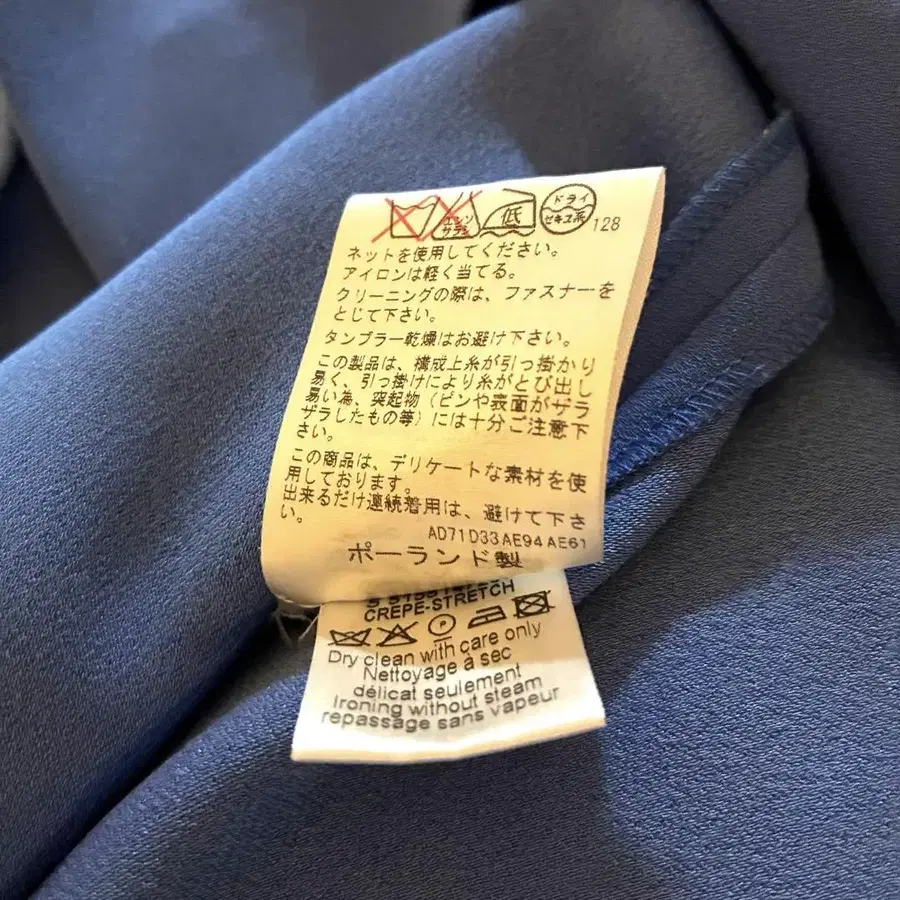 エンソ
サラシ
低
ドライ
セキユ系
128
ネットを使用してください。
アイロンは軽く当てる。
クリーニングの際は、ファスナーを
とじて下さい。
タンブラー乾燥はお避け下さい。
この製品は、構成上糸が引っ掛かり
易く、引っ掛けにより糸がとび出し
易い為、突起物（ピンや表面がザラ
ザラしたもの等）には十分ご注意下
さい。
この商品は、デリケートな素材を使
用しております。
出来るだけ連続着用は、避けて下さ
い。
AD71D33AE94AE61
ポーランド製
CREPE-STRETCH
P
Dry clean with care only
Nettoyage à sec
délicat seulement
Ironing without steam
repassage sans vapeur